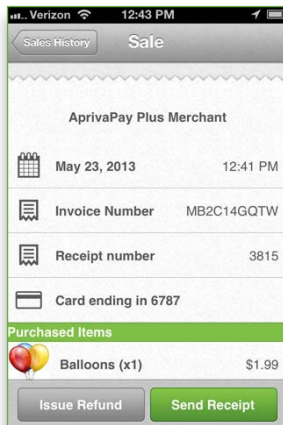 Verizon 12:43 PM
Sales History Sale
AprivaPay Plus Merchant
May 23, 2013 12:41 PM
Invoice Number MB2C14GQTW
Receipt number 3815
Card ending in 6787
Purchased Items
Balloons (x1) $1.99
Issue Refund Send Receipt